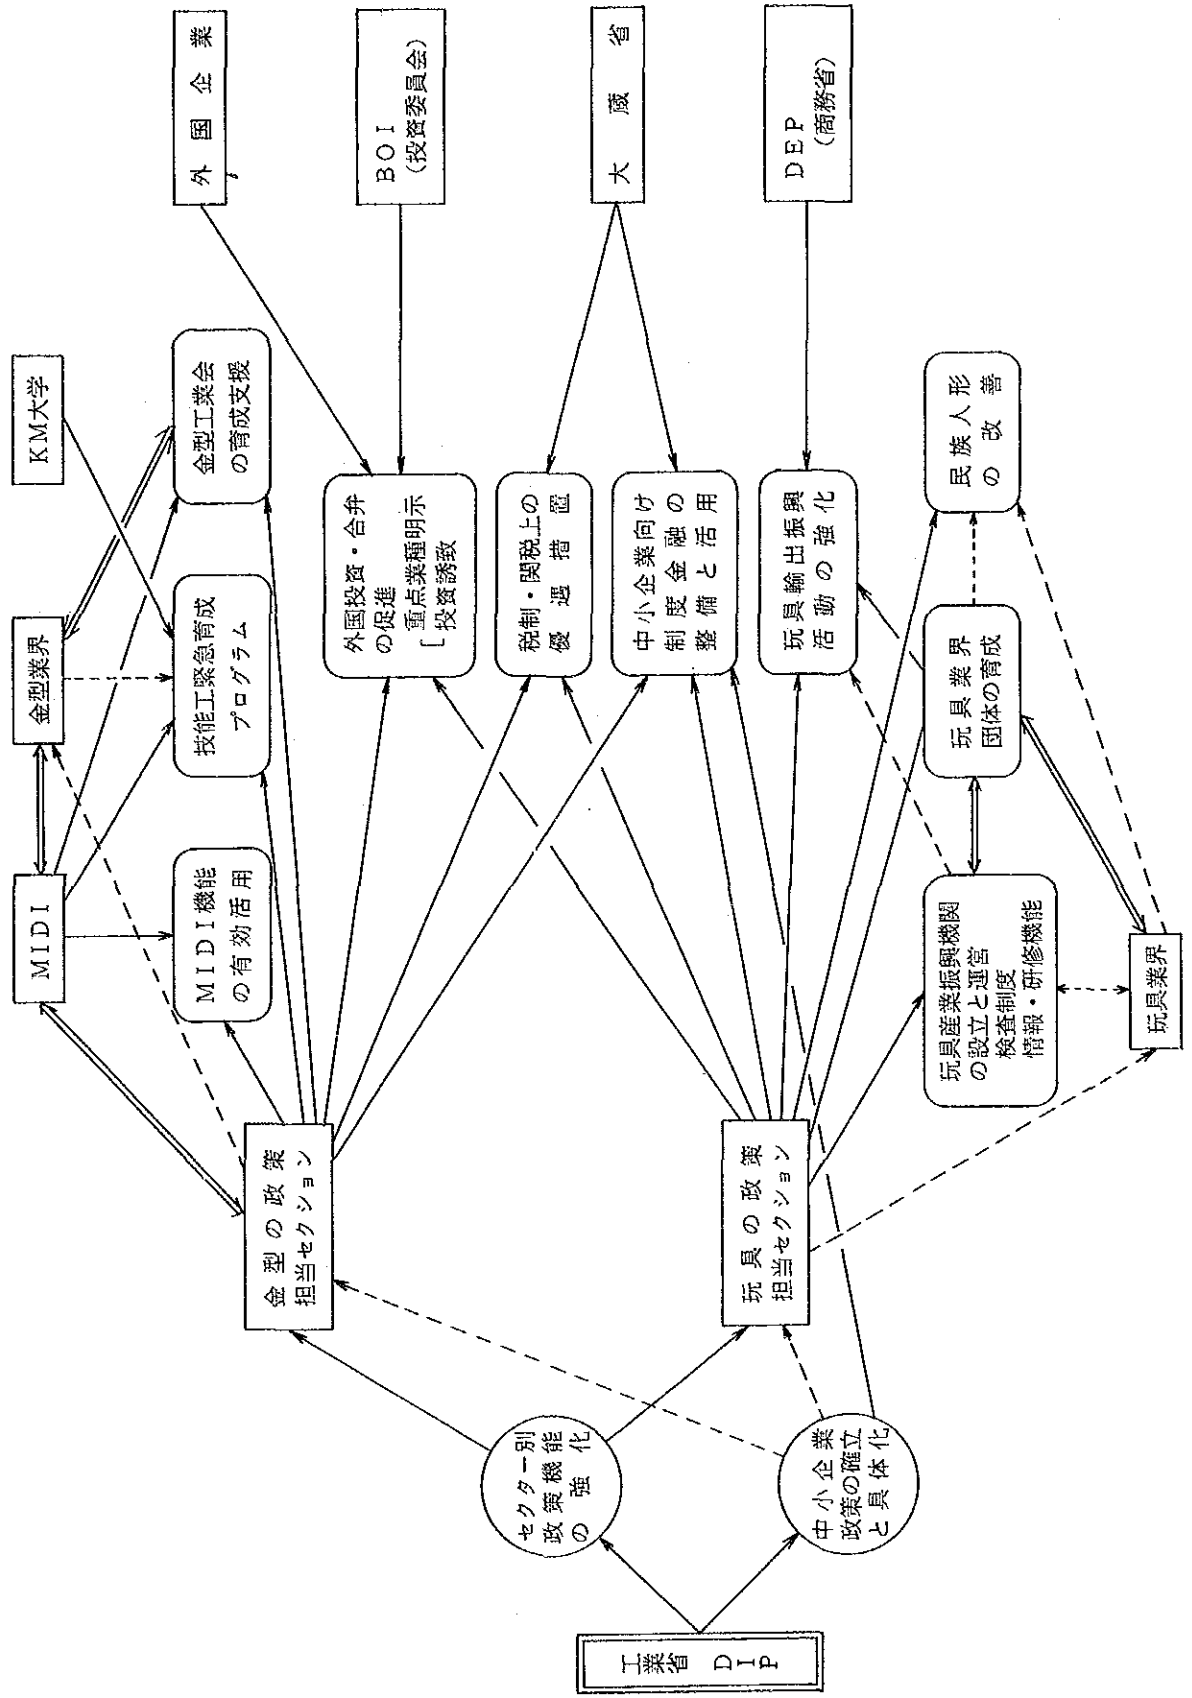 工業省 DIP
セクター別
政策機能
の強化
中小企業
政策の確立
と具体化
金型の政策
担当セクション
玩具の政策
担当セクション
MIDI
金型業界
KM大学
MIDI機能
の有効活用
技能工緊急育成
プログラム
金型工業会
の育成支援
外国投資・合弁
の促進
重点業種明示
[投資誘致
税制・関税上の
優遇措置
中小企業向け
制度金融の
整備と活用
玩具輸出振興
活動の強化
玩具産業振興機関
の設立と運営
検査制度
情報・研修機能
玩具業界
団体の育成
民族人形
の改善
玩具業界
外国企業
BOI
(投資委員会)
大蔵省
DEP
(商務省)